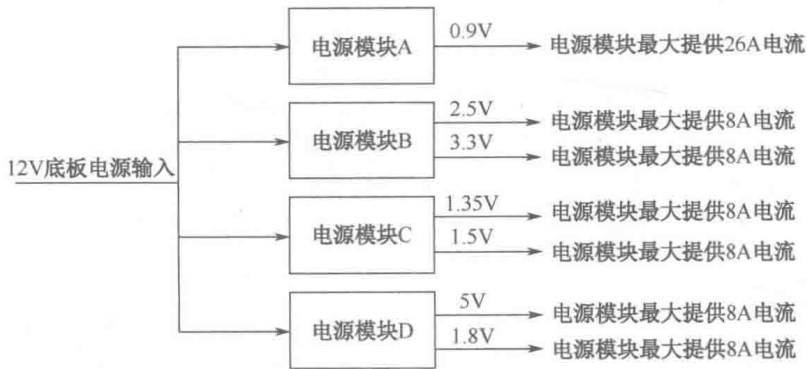 电源模块A
0.9V
电源模块最大提供26A电流
电源模块B
2.5V
电源模块最大提供8A电流
3.3V
电源模块最大提供8A电流
12V底板电源输入
电源模块C
1.35V
电源模块最大提供8A电流
1.5V
电源模块最大提供8A电流
电源模块D
5V
电源模块最大提供8A电流
1.8V
电源模块最大提供8A电流